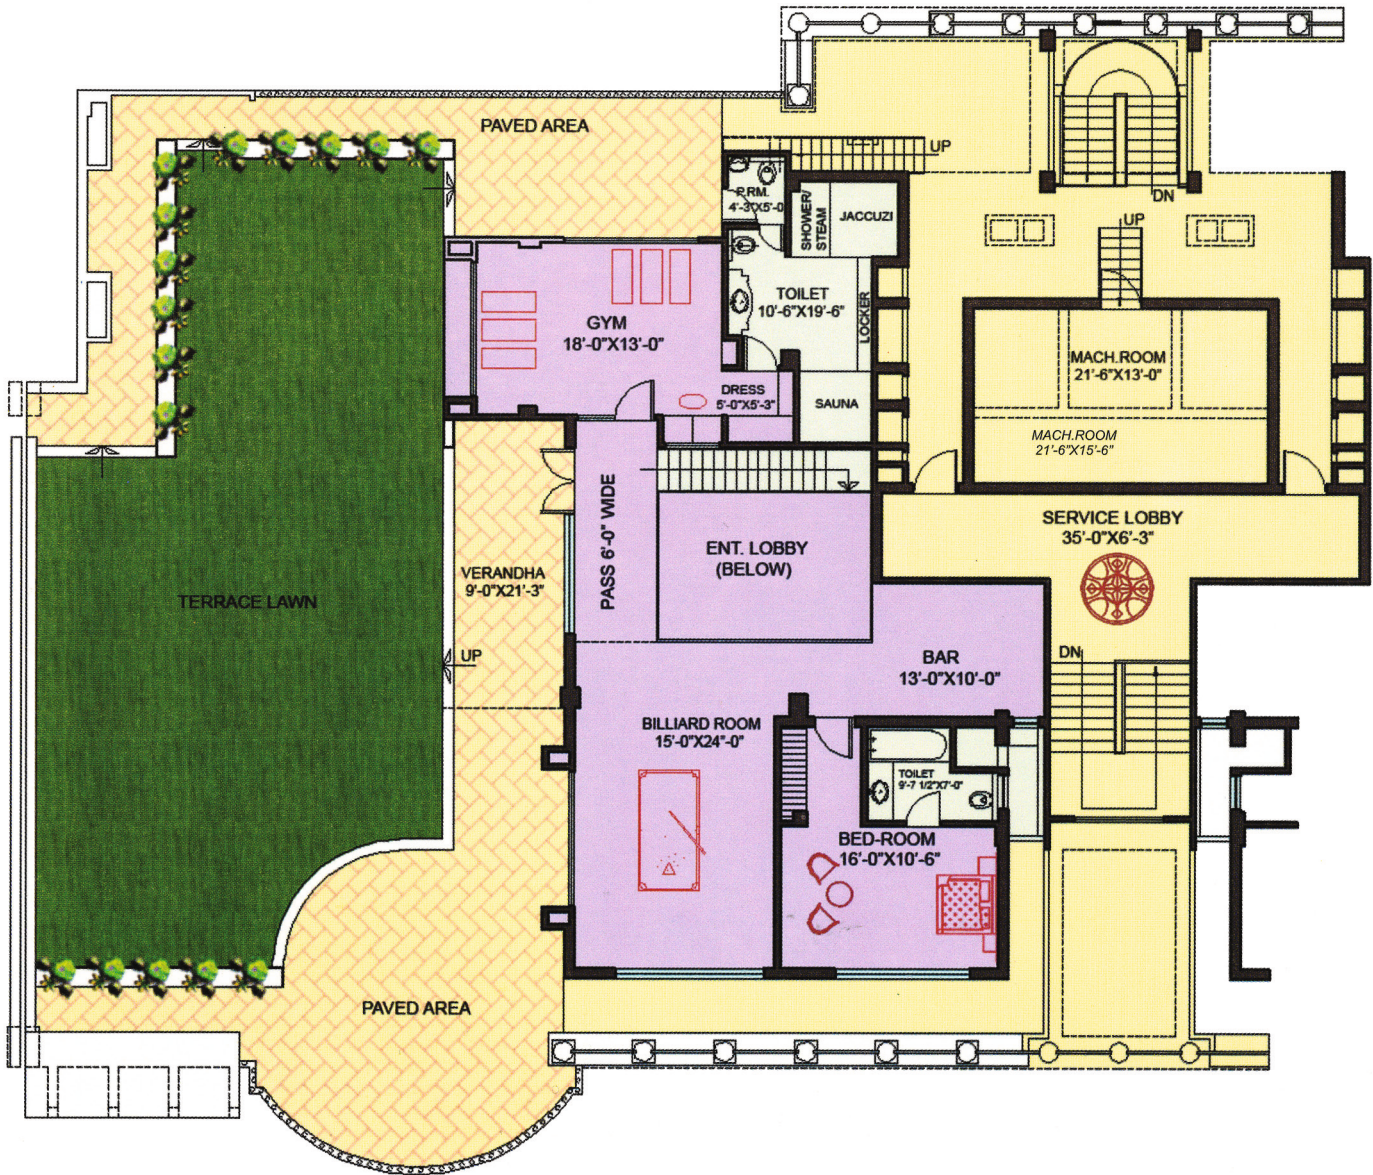 PAVED AREA
UP
P.RM.
4'-3"X5'-0
SHOWER/
STEAM
JACCUZI
DN
UP
TOILET
10'-6"X19'-6"
LOCKER
GYM
18'-0"X13'-0"
MACH.ROOM
21'-6"X13'-0"
DRESS
5'-0"X5'-3"
SAUNA
MACH.ROOM
21'-6"X15'-6"
PASS 6'-0" WIDE
SERVICE LOBBY
35'-0"X6'-3"
ENT. LOBBY
(BELOW)
VERANDHA
9'-0"X21'-3"
TERRACE LAWN
UP
BAR
13'-0"X10'-0"
DN
BILLIARD ROOM
15'-0"X24"-0"
TOILET
9'-7 1/2"X7'-0"
BED-ROOM
16'-0"X10'-6"
PAVED AREA